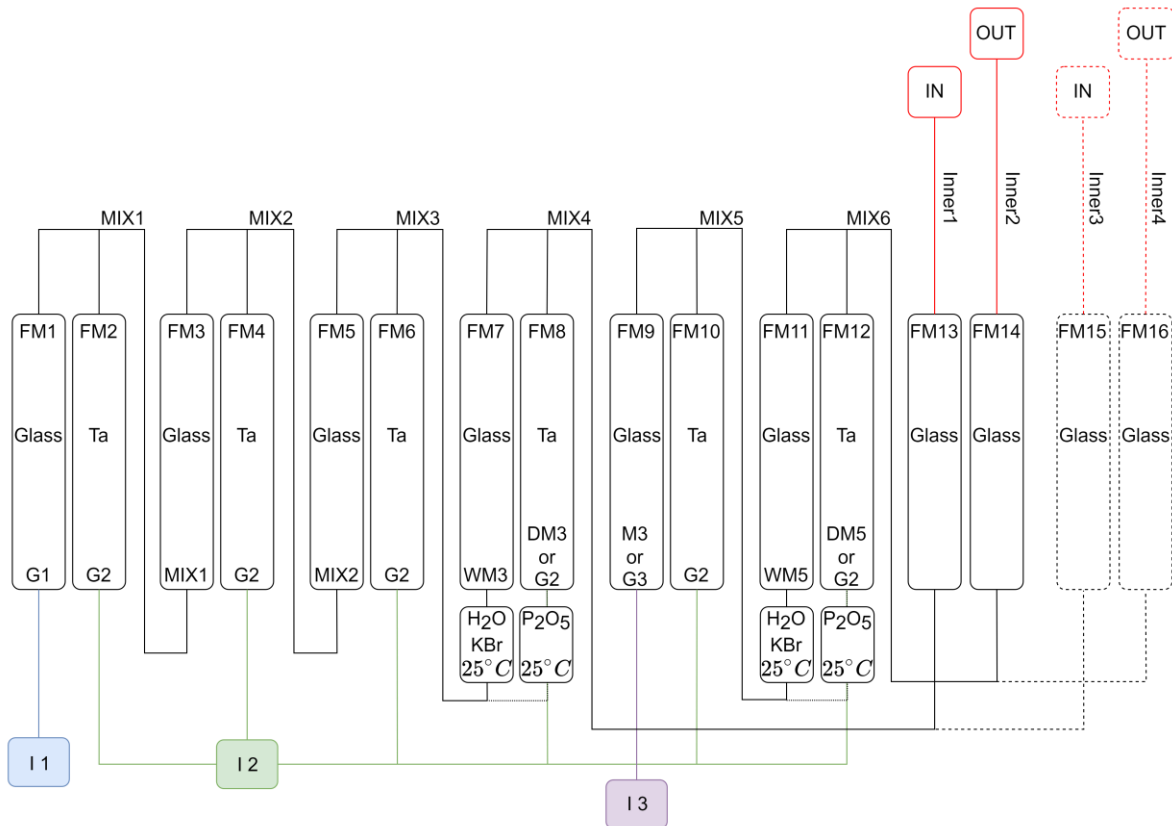 OUT
OUT
IN
IN
Inner1
Inner2
Inner3
Inner4
MIX1
MIX2
MIX3
MIX4
MIX5
MIX6
FM1
Glass
G1
FM2
Ta
G2
FM3
Glass
MIX1
FM4
Ta
G2
FM5
Glass
MIX2
FM6
Ta
G2
FM7
Glass
WM3
FM8
Ta
DM3
or
G2
FM9
Glass
M3
or
G3
FM10
Ta
G2
FM11
Glass
WM5
FM12
Ta
DM5
or
G2
FM13
Glass
FM14
Glass
FM15
Glass
FM16
Glass
H₂O
KBr
25°C
P₂O₅
25°C
H₂O
KBr
25°C
P₂O₅
25°C
I 1
I 2
I 3